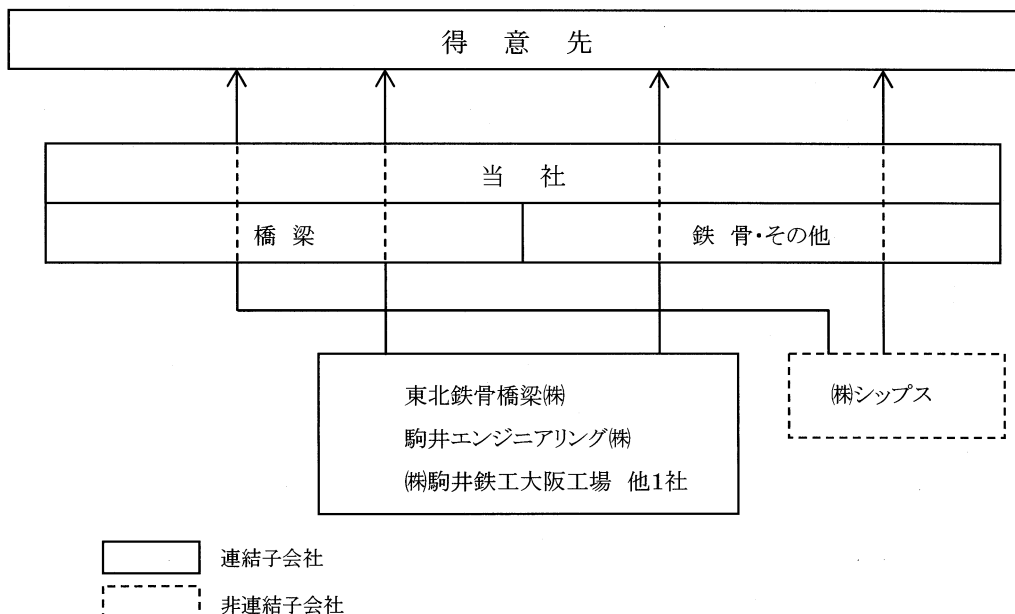 得 意 先
当 社
橋 梁
鉄 骨・その他
東北鉄骨橋梁㈱
駒井エンジニアリング㈱
㈱駒井鉄工大阪工場 他1社
㈱シップス
連結子会社
非連結子会社